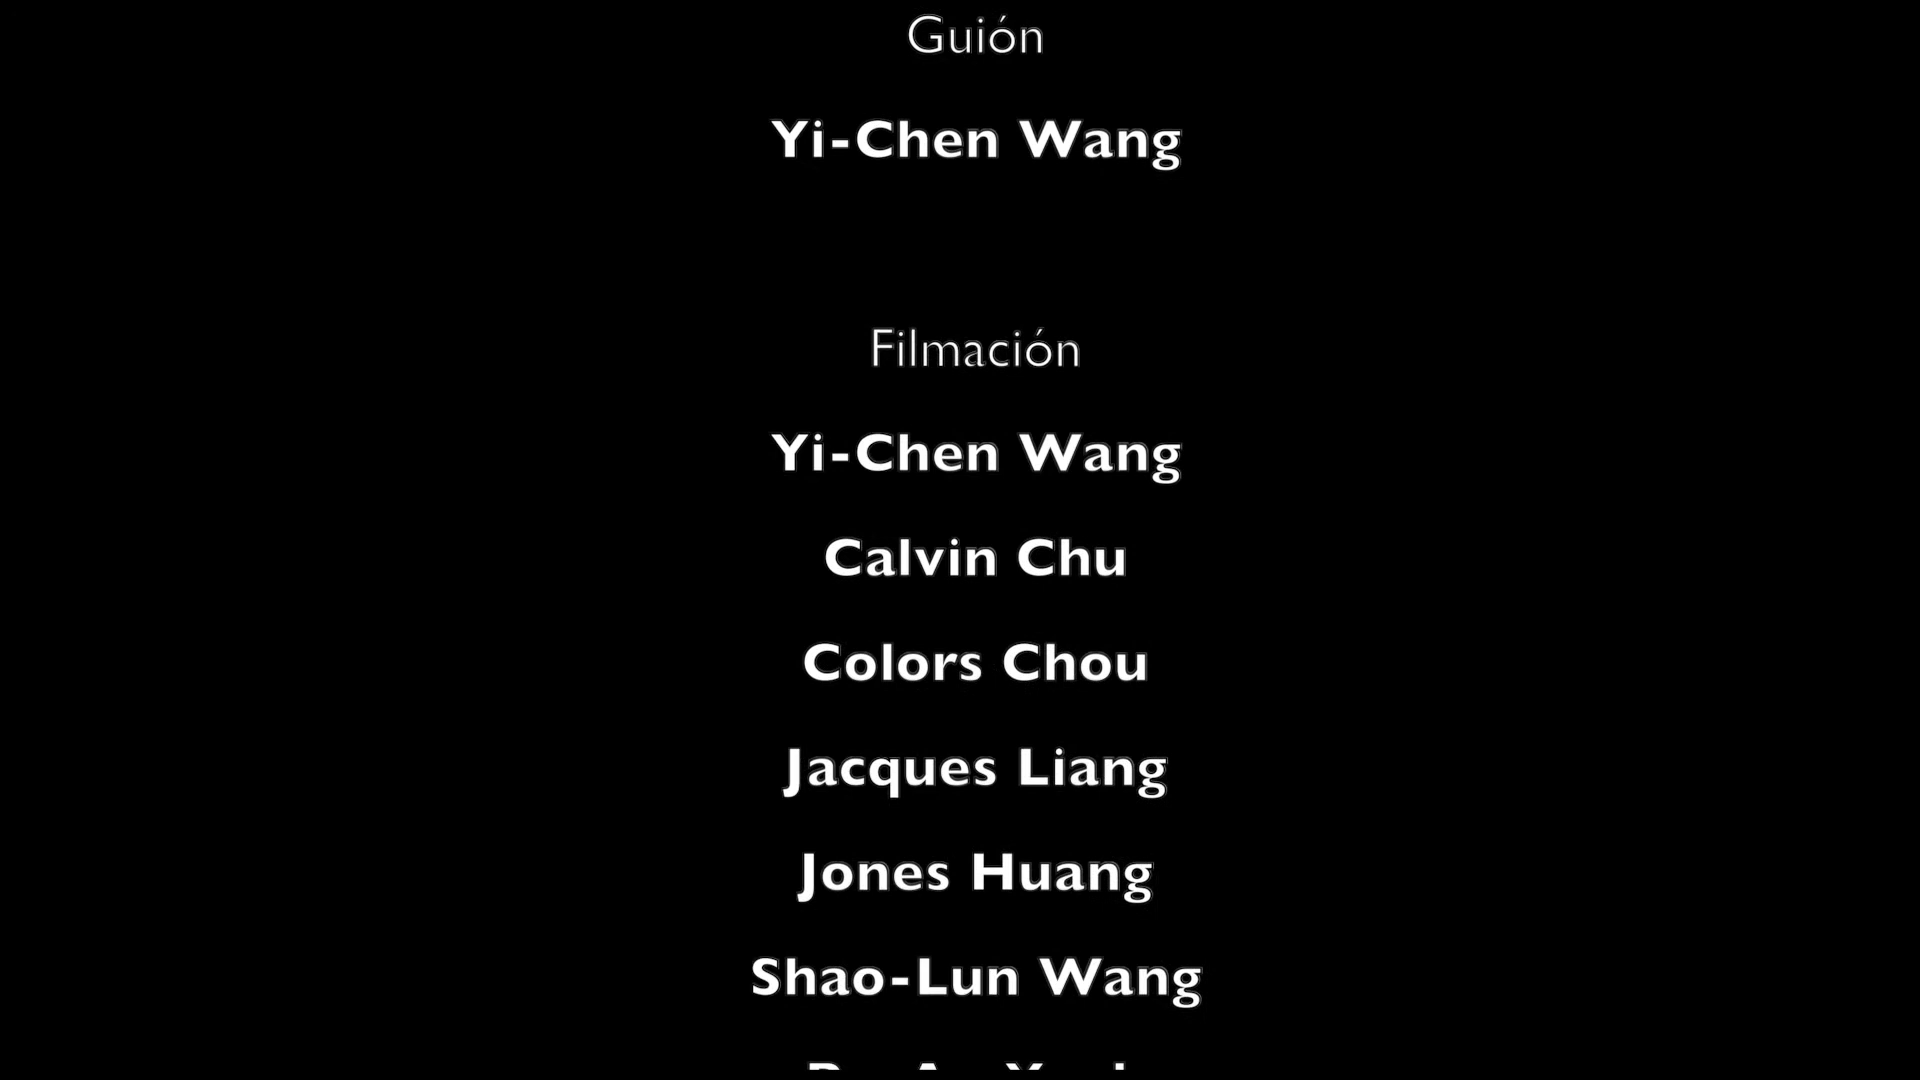 Guión
Yi-Chen Wang
Filmación
Yi-Chen Wang
Calvin Chu
Colors Chou
Jacques Liang
Jones Huang
Shao-Lun Wang